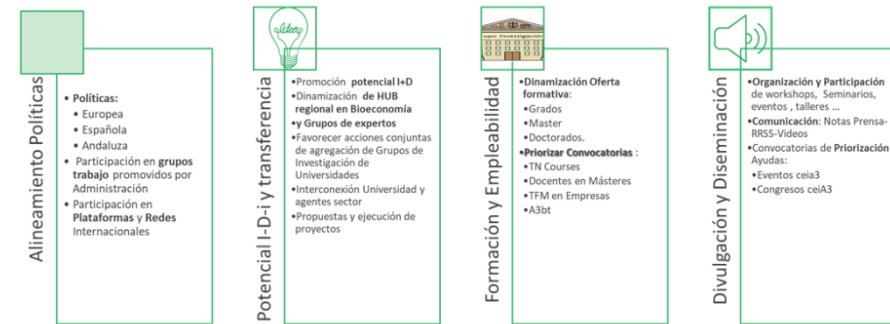 Alineamiento Políticas
• Políticas:
• Europea
• Española
• Andaluza
• Participación en grupos
trabajo promovidos por
Administración
• Participación en
Plataformas y Redes
Internacionales
Ideas
Potencial I-D-i y transferencia
•Promoción potencial I+D
•Dinamización de HUB
regional en Bioeconomía
•y Grupos de expertos
•Favorecer acciones conjuntas
de agregación de Grupos de
Investigación de
Universidades
•Interconexión Universidad y
agentes sector
•Propuestas y ejecución de
proyectos
upo Investigación
Formación y Empleabilidad
•Dinamización Oferta
formativa:
•Grados
•Master
•Doctorados.
•Priorizar Convocatorias :
•TN Courses
•Docentes en Másteres
•TFM en Empresas
•A3bt
Divulgación y Diseminación
•Organización y Participación
de workshops, Seminarios,
eventos , talleres ...
•Comunicación: Notas Prensa-
RRSS-Videos
•Convocatorias de Priorización
Ayudas:
•Eventos ceia3
•Congresos ceiA3